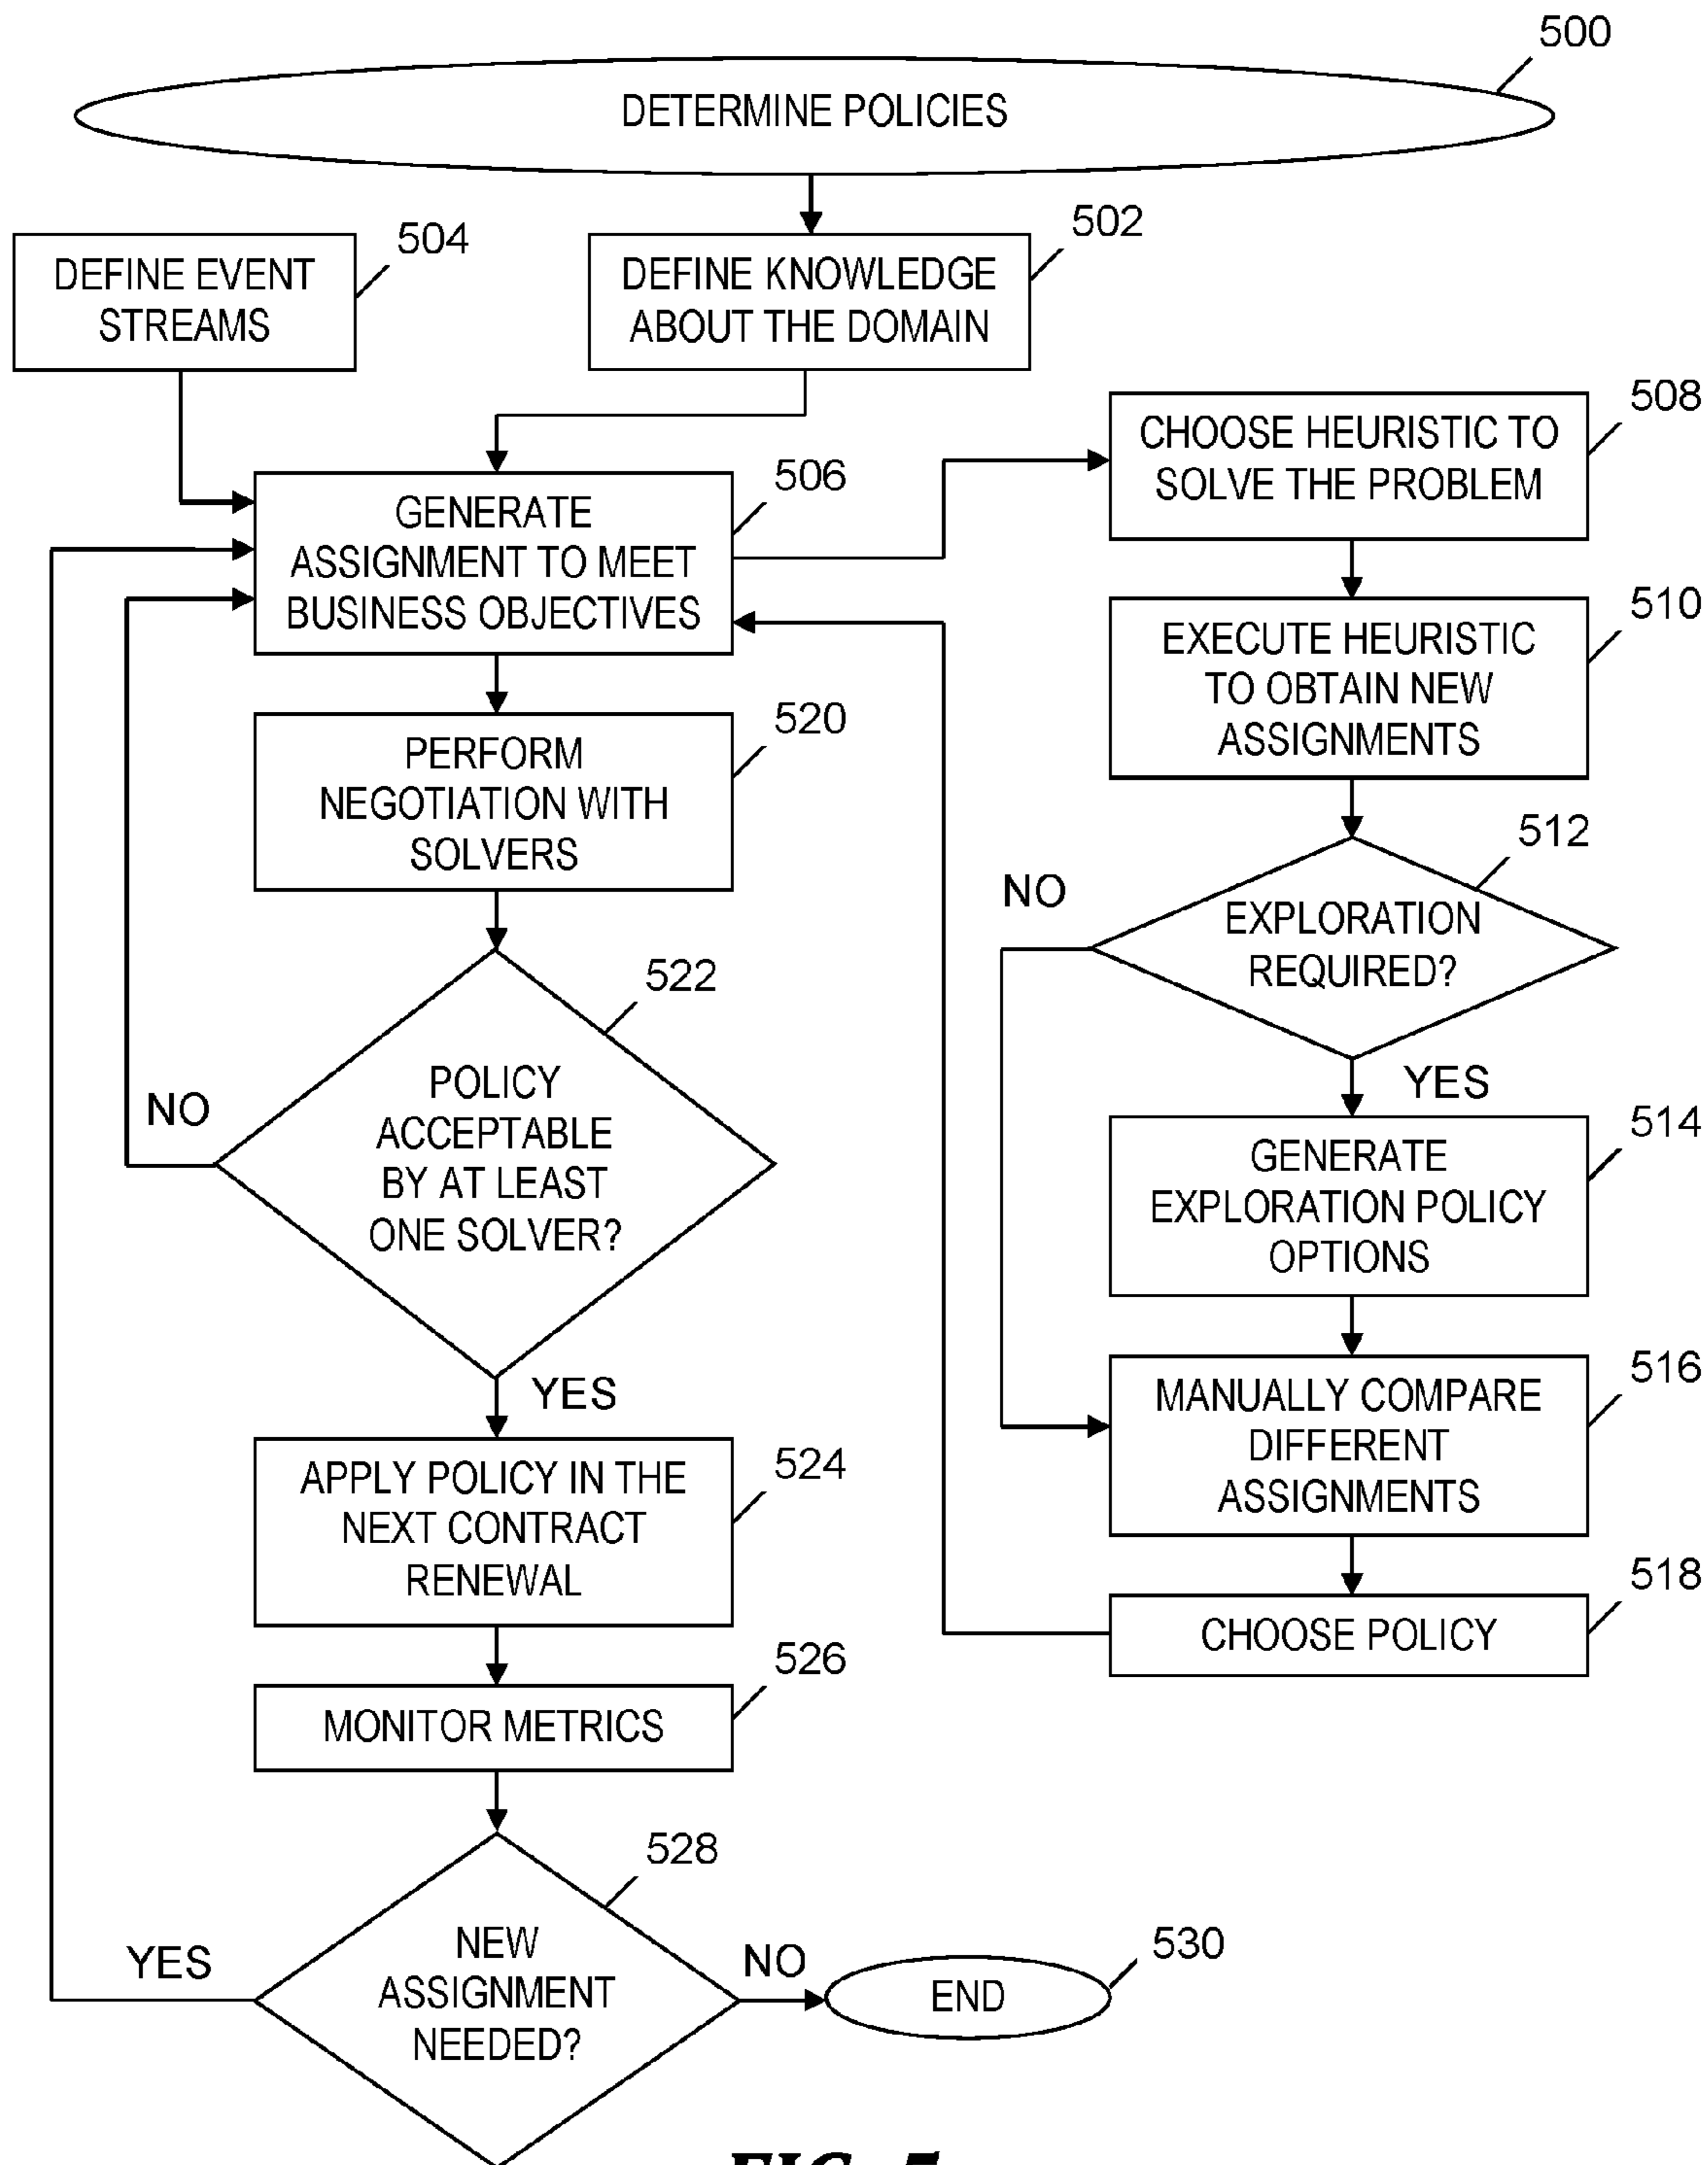 500
DETERMINE POLICIES
504
DEFINE EVENT
STREAMS
502
DEFINE KNOWLEDGE
ABOUT THE DOMAIN
506
GENERATE
ASSIGNMENT TO MEET
BUSINESS OBJECTIVES
508
CHOOSE HEURISTIC TO
SOLVE THE PROBLEM
510
EXECUTE HEURISTIC
TO OBTAIN NEW
ASSIGNMENTS
512
EXPLORATION
REQUIRED?
NO
YES
514
GENERATE
EXPLORATION POLICY
OPTIONS
516
MANUALLY COMPARE
DIFFERENT
ASSIGNMENTS
518
CHOOSE POLICY
520
PERFORM
NEGOTIATION WITH
SOLVERS
522
POLICY
ACCEPTABLE
BY AT LEAST
ONE SOLVER?
NO
YES
524
APPLY POLICY IN THE
NEXT CONTRACT
RENEWAL
526
MONITOR METRICS
528
NEW
ASSIGNMENT
NEEDED?
YES
NO
530
END